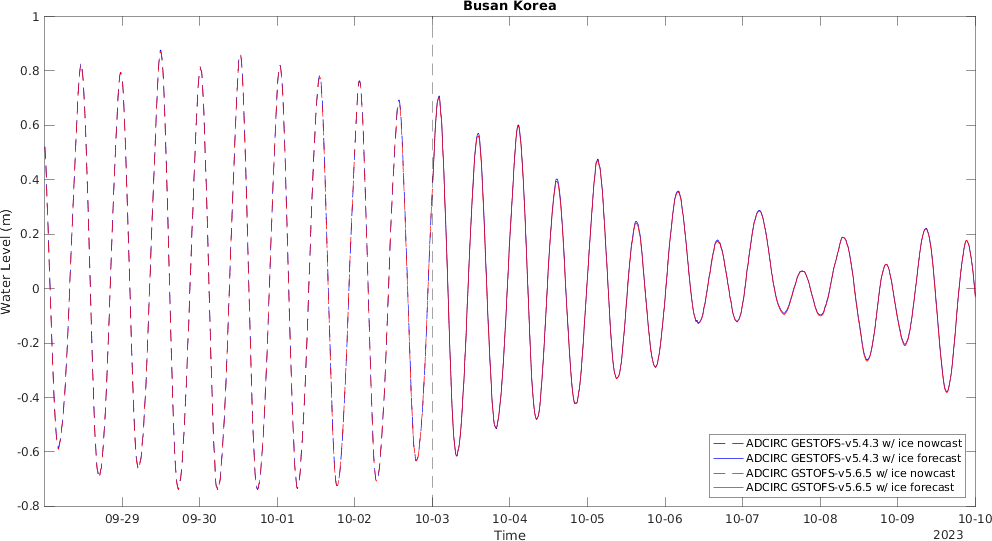 Busan Korea
1
0.8
0.6
0.4
0.2
0
-0.2
-0.4
-0.6
-0.8
Water Level (m)
ADCIRC GESTOFS-v5.4.3 w/ ice nowcast
ADCIRC GESTOFS-v5.4.3 w/ ice forecast
ADCIRC GSTOFS-v5.6.5 w/ ice nowcast
ADCIRC GSTOFS-v5.6.5 w/ ice forecast
09-29 09-30 10-01 10-02 10-03 10-04 10-05 10-06 10-07 10-08 10-09 10-10
Time
2023